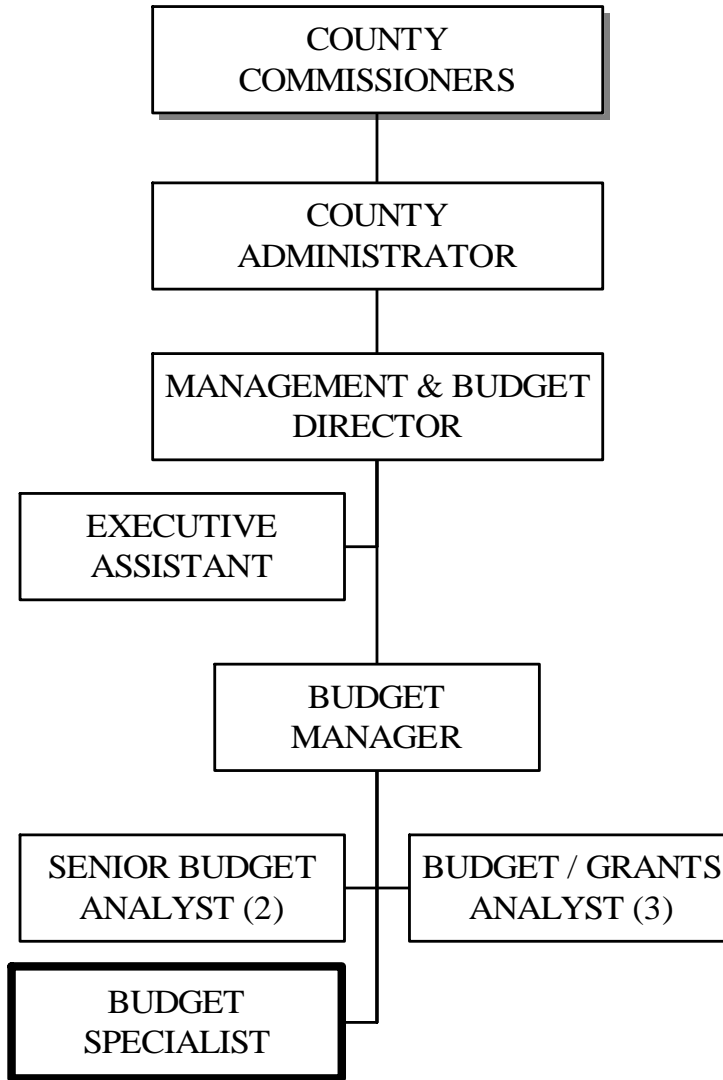 COUNTY
COMMISSIONERS
COUNTY
ADMINISTRATOR
MANAGEMENT & BUDGET
DIRECTOR
EXECUTIVE
ASSISTANT
BUDGET
MANAGER
SENIOR BUDGET
ANALYST (2)
BUDGET / GRANTS
ANALYST (3)
BUDGET
SPECIALIST